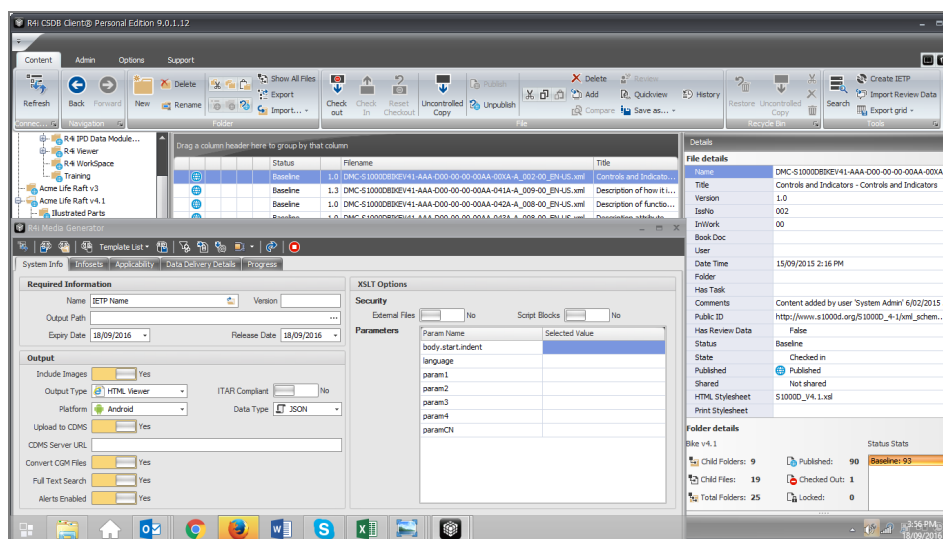 R4i CSDB Client® Personal Edition 9.0.1.12
Content Admin Options Support
Refresh Back Forward New Delete Rename Show All Files Export Import... Check out Check In Reset Checkout Uncontrolled Copy Publish Unpublish Delete Add Compare Review Quickview Save as... History Restore Uncontrolled Copy Search Create IETP Import Review Data Export grid
Connec... Navigation Folder File Recycle Bin Tools
R4i IPD Data Module...
R4i Viewer
R4i WorkSpace
Training
Acme Life Raft v3
Acme Life Raft v4.1
Illustrated Parts
Drag a column header here to group by that column
Status Filename Title
Baseline 1.0 DMC-S1000DBIKEV41-AAA-D00-00-00-00AA-00XA-A_002-00_EN-US.xml Controls and Indicato...
Baseline 1.3 DMC-S1000DBIKEV41-AAA-D00-00-00-00AA-041A-A_009-00_EN-US.xml Description of how it i...
Baseline 1.0 DMC-S1000DBIKEV41-AAA-D00-00-00-00AA-042A-A_008-00_EN-US.xml Description of functio...
Details
File details
Name DMC-S1000DBIKEV41-AAA-D00-00-00-00AA-00XA
Title Controls and Indicators - Controls and Indicators
Version 1.0
IssNo 002
InWork 00
Book Doc
User
Date Time 15/09/2015 2:16 PM
Folder
Has Task
Comments Content added by user 'System Admin' 6/02/2015
Public ID http://www.s1000d.org/S1000D_4-1/xml_schem..
Has Review Data False
Status Baseline
State Checked in
Published Published
Shared Not shared
HTML Stylesheet S1000D_V4.1.xsl
Print Stylesheet
Folder details
Bike v4.1 Status Stats
Child Folders: 9 Published: 90 Baseline: 93
Child Files: 19 Checked Out: 1
Total Folders: 25 Locked: 0
R4i Media Generator
Template List
System Info Infosets Applicability Data Delivery Details Progress
Required Information
Name IETP Name Version
Output Path ...
Expiry Date 18/09/2016 Release Date 18/09/2016
Output
Include Images Yes
Output Type HTML Viewer ITAR Compliant No
Platform Android Data Type JSON
Upload to CDMS Yes
CDMS Server URL
Convert CGM Files Yes
Full Text Search Yes
Alerts Enabled Yes
XSLT Options
Security
External Files No Script Blocks No
Parameters
Param Name Selected Value
body.start.indent
language
param1
param2
param3
param4
paramCN
3:56 PM
18/09/2016